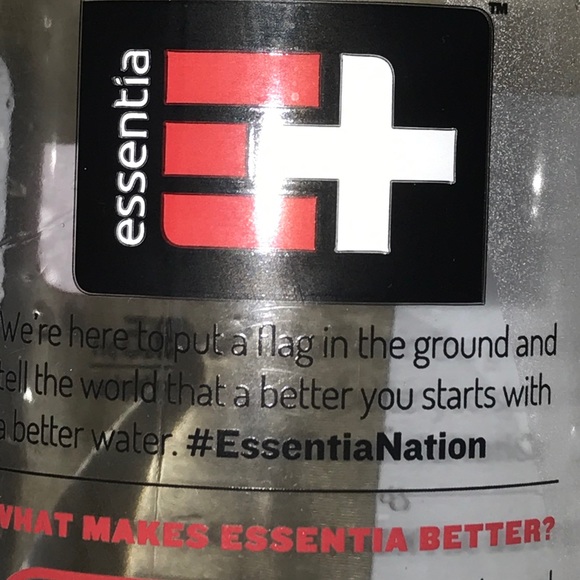 essentia
TM
We're here to put a flag in the ground and
tell the world that a better you starts with
a better water. #EssentiaNation
WHAT MAKES ESSENTIA BETTER?